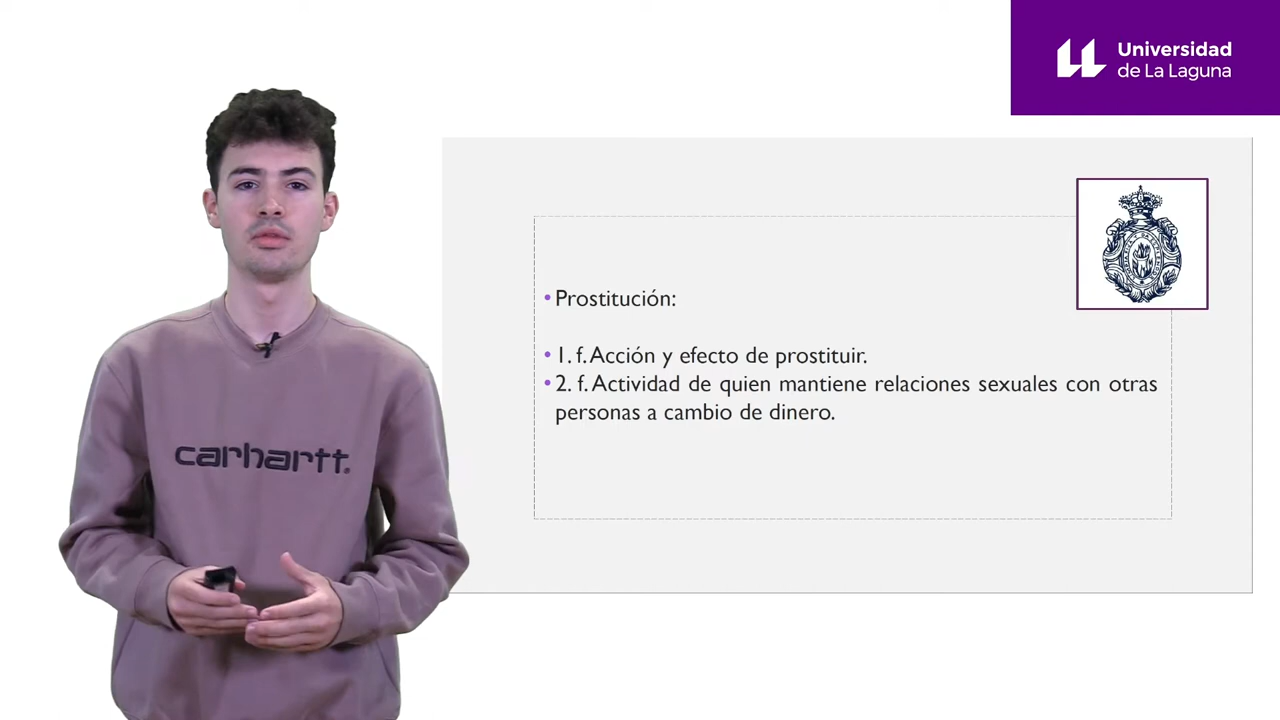 Universidad
de La Laguna
• Prostitución:
• 1. f. Acción y efecto de prostituir.
• 2. f. Actividad de quien mantiene relaciones sexuales con otras
personas a cambio de dinero.
carhartt.